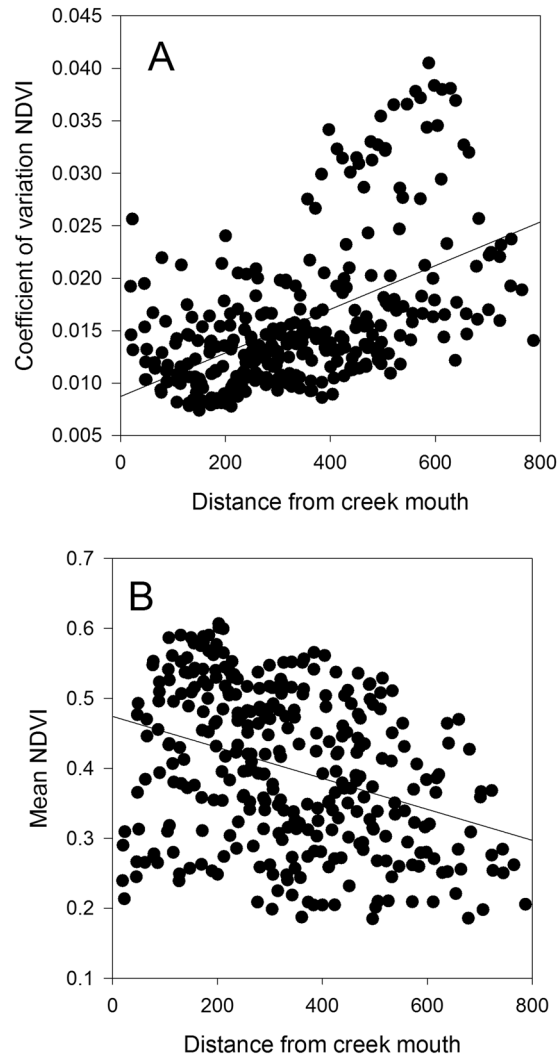 A
Coefficient of variation NDVI
0.045
0.040
0.035
0.030
0.025
0.020
0.015
0.010
0.005
0 200 400 600 800
Distance from creek mouth
B
Mean NDVI
0.7
0.6
0.5
0.4
0.3
0.2
0.1
0 200 400 600 800
Distance from creek mouth